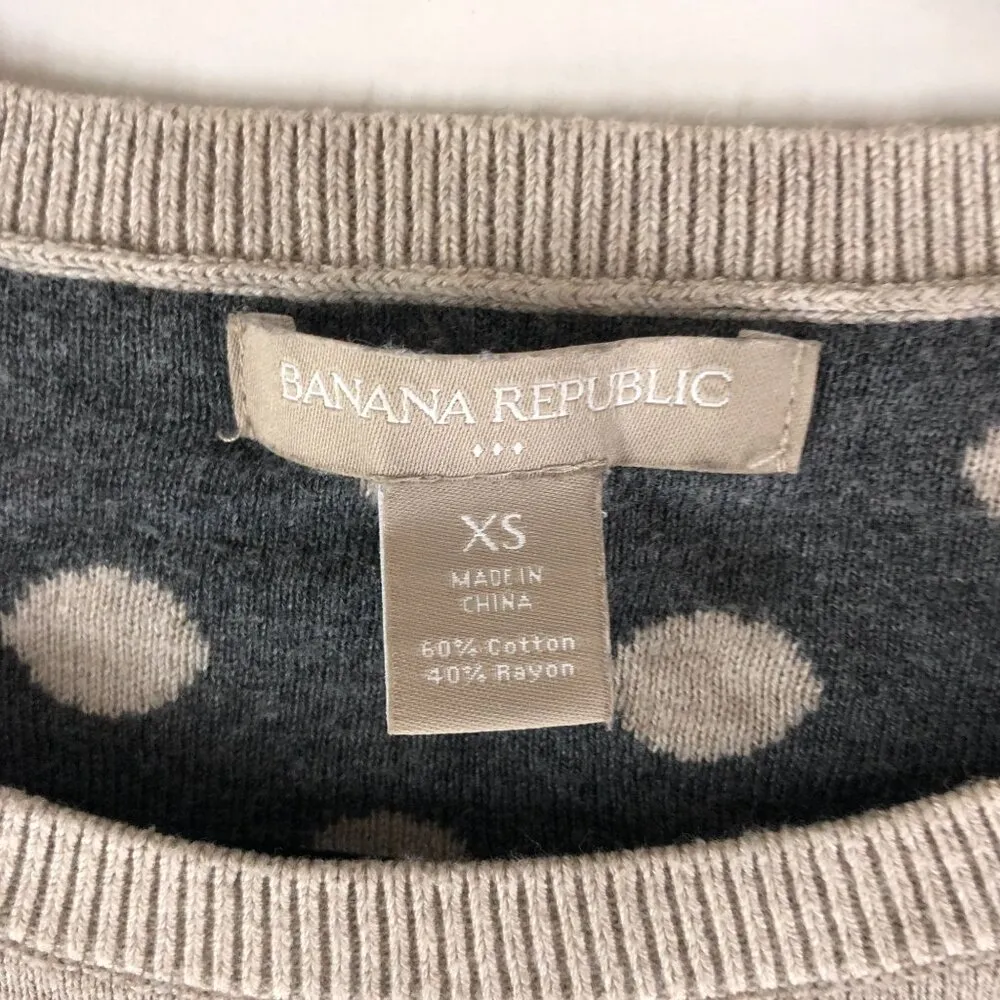 BANANA REPUBLIC
XS
MADE IN
CHINA
60% Cotton
40% Rayon